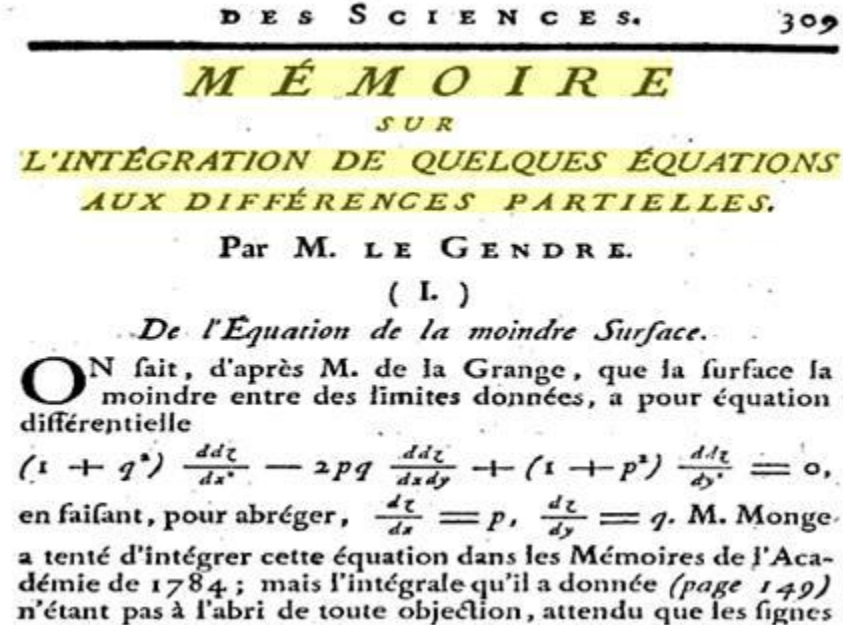 DES SCIENCES. 309
MÉMOIRE
SUR
L'INTÉGRATION DE QUELQUES ÉQUATIONS
AUX DIFFÉRENCES PARTIELLES.
Par M. LE GENDRE.
( I. )
De l'Équation de la moindre Surface.
ON ſait, d'après M. de la Grange, que la ſurface la
moindre entre des limites données, a pour équation
différentielle
(1 + q²) ddz/dx² — 2pq ddz/dxdy + (1 + p²) ddz/dy² = 0,
en faiſant, pour abréger, dz/dx = p, dz/dy = q. M. Monge
a tenté d'intégrer cette équation dans les Mémoires de l'Aca-
démie de 1784; mais l'intégrale qu'il a donnée (page 149)
n'étant pas à l'abri de toute objection, attendu que les ſignes